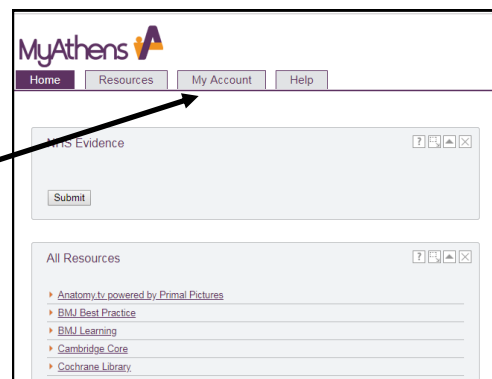 MyAthens
Home Resources My Account Help
NHS Evidence
Submit
All Resources
Anatomy.tv powered by Primal Pictures
BMJ Best Practice
BMJ Learning
Cambridge Core
Cochrane Library